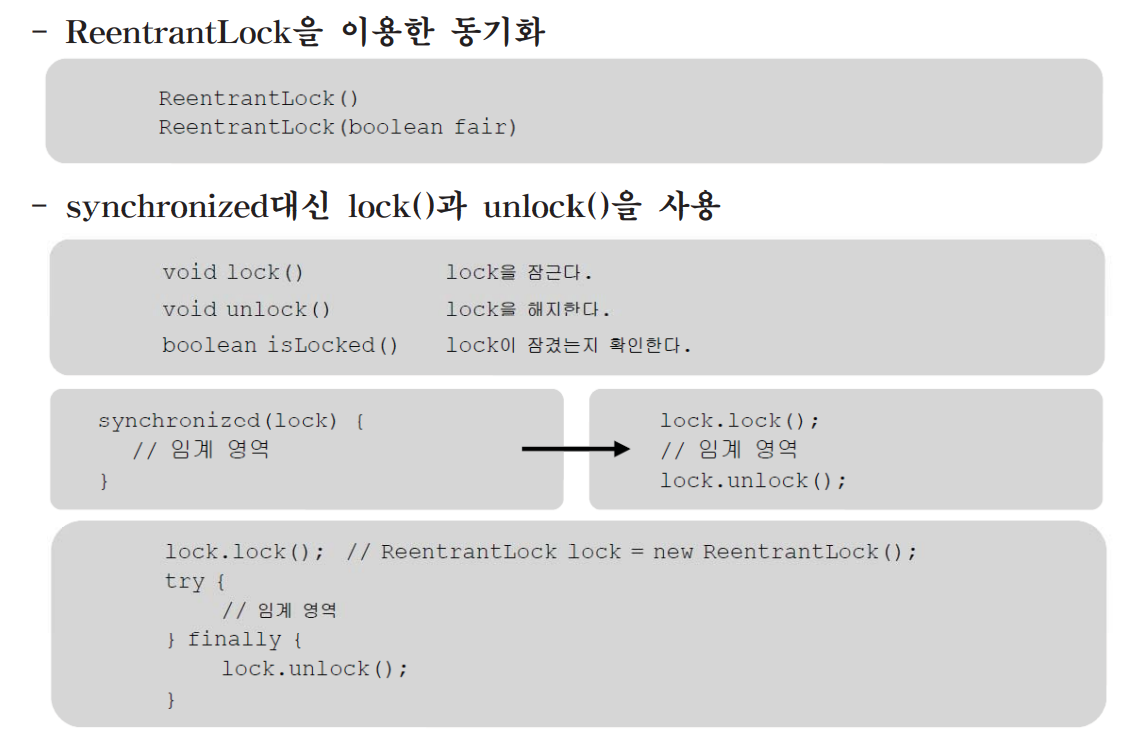 - ReentrantLock을 이용한 동기화
ReentrantLock()
ReentrantLock(boolean fair)
- synchronized대신 lock()과 unlock()을 사용
void lock() lock을 잠근다.
void unlock() lock을 해지한다.
boolean isLocked() lock이 잠겼는지 확인한다.
synchronized(lock) {
// 임계 영역
}
lock.lock();
// 임계 영역
lock.unlock();
lock.lock(); // ReentrantLock lock = new ReentrantLock();
try {
// 임계 영역
} finally {
lock.unlock();
}